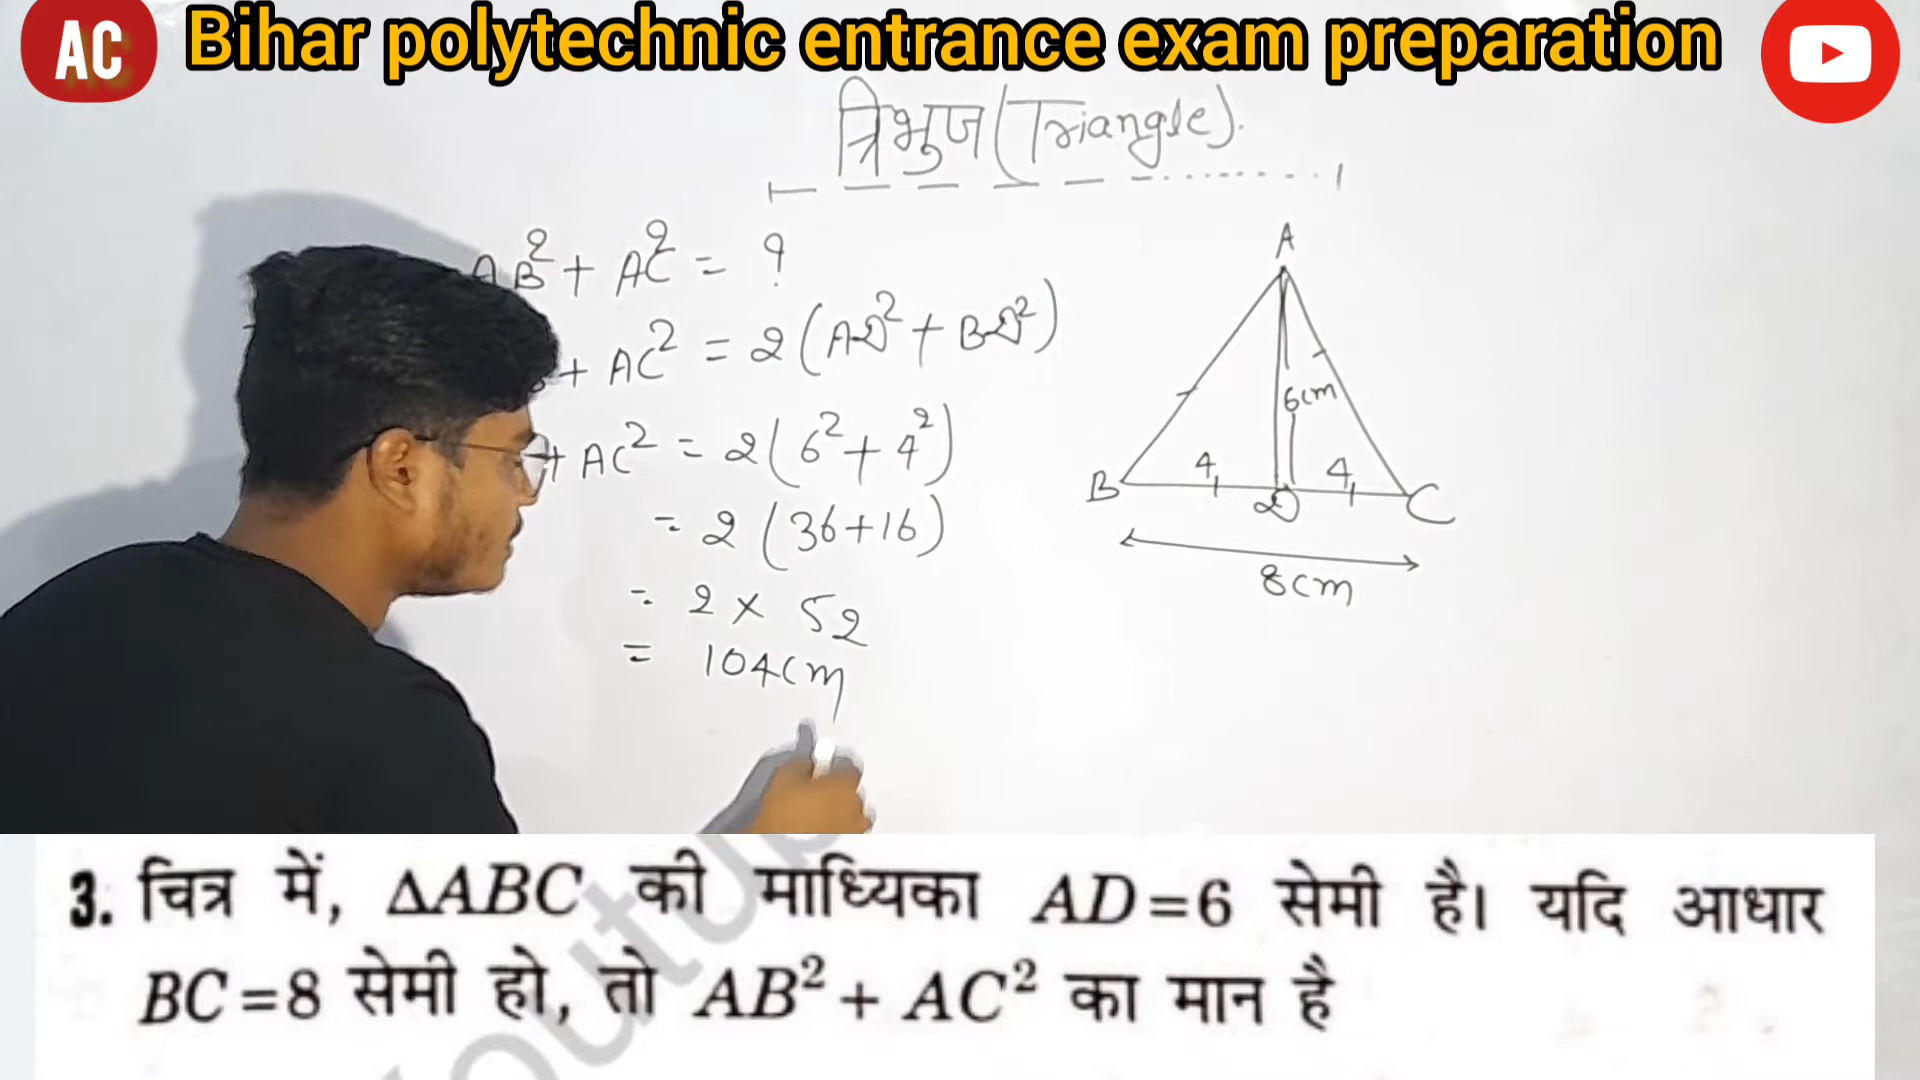 AC Bihar polytechnic entrance exam preparation
त्रिभुज (Triangle).
AB² + AC² = ?
+ AC² = 2 (AD² + BD²)
+ AC² = 2 (6² + 4²)
= 2 (36+16)
= 2 × 52
= 104cm
A
6cm
B 4 D 4 C
8cm
3. चित्र में, ΔABC की माध्यिका AD=6 सेमी है। यदि आधार
BC=8 सेमी हो, तो AB² + AC² का मान है